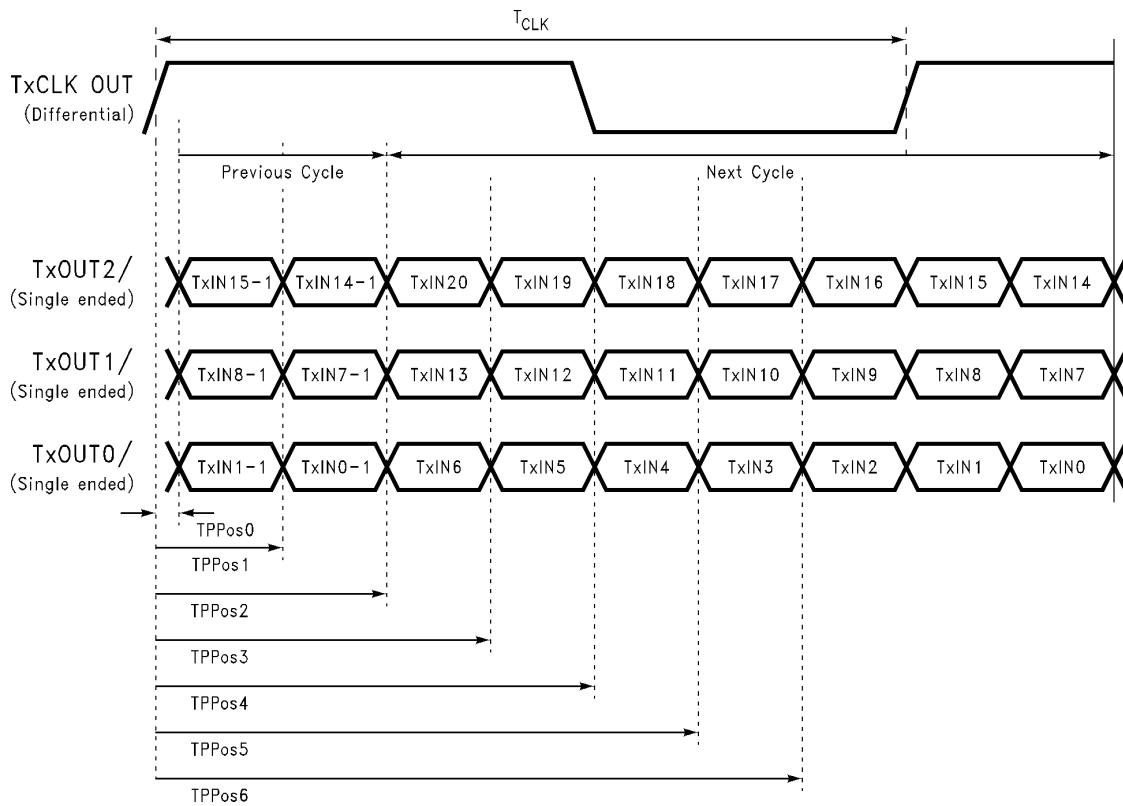 TCLK
TxCLK OUT
(Differential)
Previous Cycle
Next Cycle
TxOUT2/
(Single ended)
TxIN15-1 TxIN14-1 TxIN20 TxIN19 TxIN18 TxIN17 TxIN16 TxIN15 TxIN14
TxOUT1/
(Single ended)
TxIN8-1 TxIN7-1 TxIN13 TxIN12 TxIN11 TxIN10 TxIN9 TxIN8 TxIN7
TxOUT0/
(Single ended)
TxIN1-1 TxIN0-1 TxIN6 TxIN5 TxIN4 TxIN3 TxIN2 TxIN1 TxIN0
TPPos0
TPPos1
TPPos2
TPPos3
TPPos4
TPPos5
TPPos6